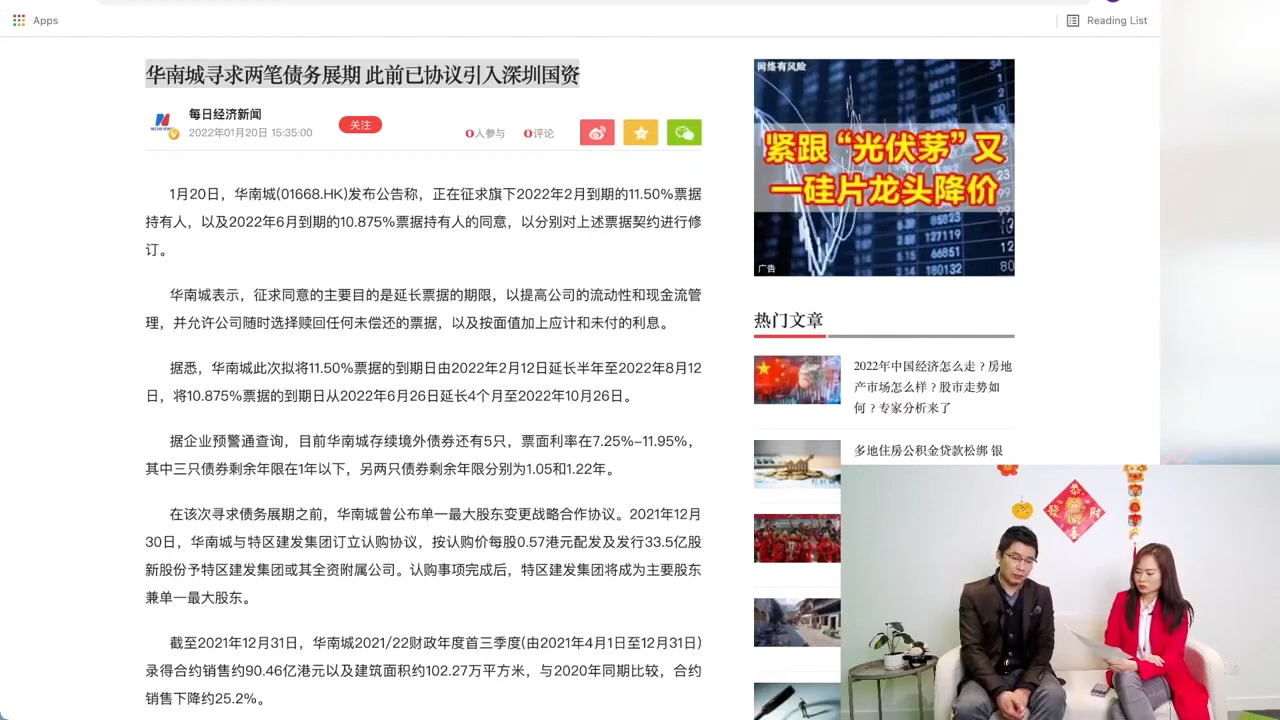 Apps
Reading List
华南城寻求两笔债务展期 此前已协议引入深圳国资
每日经济新闻
2022年01月20日 15:35:00
关注
0人参与
0评论
1月20日，华南城(01668.HK)发布公告称，正在征求旗下2022年2月到期的11.50%票据
持有人，以及2022年6月到期的10.875%票据持有人的同意，以分别对上述票据契约进行修
订。
华南城表示，征求同意的主要目的是延长票据的期限，以提高公司的流动性和现金流管
理，并允许公司随时选择赎回任何未偿还的票据，以及按面值加上应计和未付的利息。
据悉，华南城此次拟将11.50%票据的到期日由2022年2月12日延长半年至2022年8月12
日，将10.875%票据的到期日从2022年6月26日延长4个月至2022年10月26日。
据企业预警通查询，目前华南城存续境外债券还有5只，票面利率在7.25%-11.95%，
其中三只债券剩余年限在1年以下，另两只债券剩余年限分别为1.05和1.22年。
在该次寻求债务展期之前，华南城曾公布单一最大股东变更战略合作协议。2021年12月
30日，华南城与特区建发集团订立认购协议，按认购价每股0.57港元配发及发行33.5亿股
新股份予特区建发集团或其全资附属公司。认购事项完成后，特区建发集团将成为主要股东
兼单一最大股东。
截至2021年12月31日，华南城2021/22财政年度首三季度(由2021年4月1日至12月31日)
录得合约销售约90.46亿港元以及建筑面积约102.27万平方米，与2020年同期比较，合约
销售下降约25.2%。
网络有风险
紧跟“光伏茅”又
一硅片龙头降价
85823
127119
66851
180132
广告
热门文章
2022年中国经济怎么走？房地
产市场怎么样？股市走势如
何？专家分析来了
多地住房公积金贷款松绑 银
恭
財